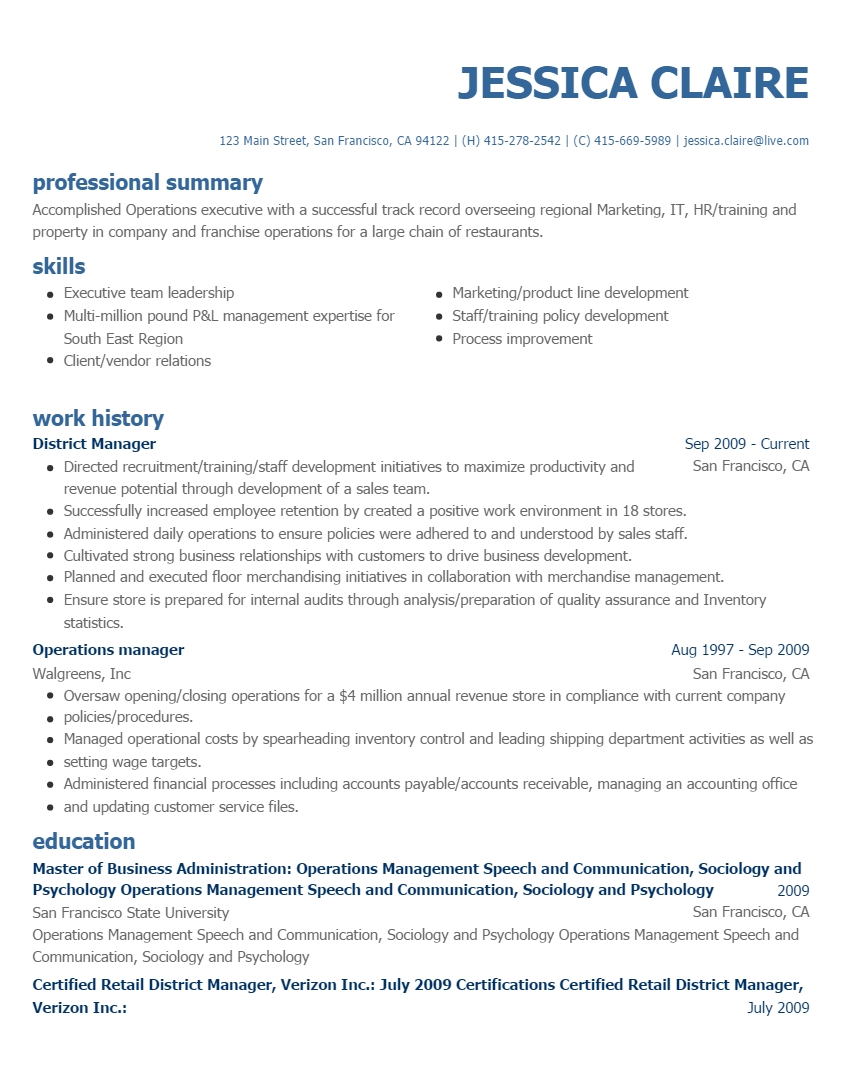 JESSICA CLAIRE
123 Main Street, San Francisco, CA 94122 | (H) 415-278-2542 | (C) 415-669-5989 | jessica.claire@live.com
professional summary
Accomplished Operations executive with a successful track record overseeing regional Marketing, IT, HR/training and
property in company and franchise operations for a large chain of restaurants.
skills
• Executive team leadership
• Multi-million pound P&L management expertise for
South East Region
• Client/vendor relations
• Marketing/product line development
• Staff/training policy development
• Process improvement
work history
District Manager Sep 2009 - Current
San Francisco, CA
• Directed recruitment/training/staff development initiatives to maximize productivity and
revenue potential through development of a sales team.
• Successfully increased employee retention by created a positive work environment in 18 stores.
• Administered daily operations to ensure policies were adhered to and understood by sales staff.
• Cultivated strong business relationships with customers to drive business development.
• Planned and executed floor merchandising initiatives in collaboration with merchandise management.
• Ensure store is prepared for internal audits through analysis/preparation of quality assurance and Inventory
statistics.
Operations manager Aug 1997 - Sep 2009
Walgreens, Inc San Francisco, CA
• Oversaw opening/closing operations for a $4 million annual revenue store in compliance with current company
• policies/procedures.
• Managed operational costs by spearheading inventory control and leading shipping department activities as well as
• setting wage targets.
• Administered financial processes including accounts payable/accounts receivable, managing an accounting office
• and updating customer service files.
education
Master of Business Administration: Operations Management Speech and Communication, Sociology and
Psychology Operations Management Speech and Communication, Sociology and Psychology 2009
San Francisco State University San Francisco, CA
Operations Management Speech and Communication, Sociology and Psychology Operations Management Speech and
Communication, Sociology and Psychology
Certified Retail District Manager, Verizon Inc.: July 2009 Certifications Certified Retail District Manager,
Verizon Inc.: July 2009